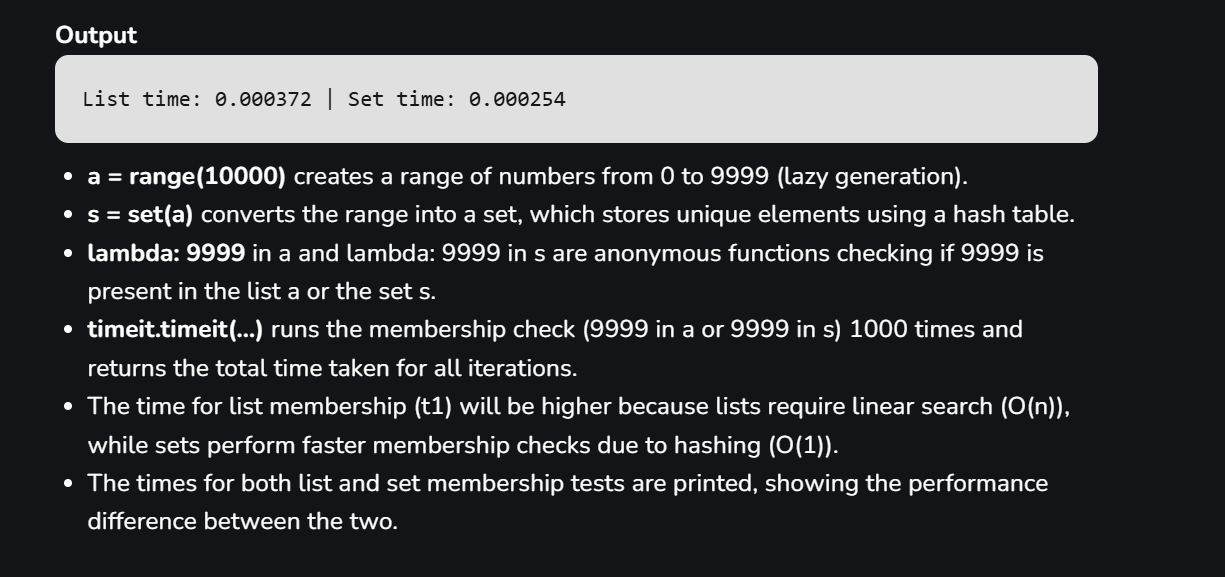 Output
List time: 0.000372 | Set time: 0.000254
a = range(10000) creates a range of numbers from 0 to 9999 (lazy generation).
s = set(a) converts the range into a set, which stores unique elements using a hash table.
lambda: 9999 in a and lambda: 9999 in s are anonymous functions checking if 9999 is
present in the list a or the set s.
timeit.timeit(...) runs the membership check (9999 in a or 9999 in s) 1000 times and
returns the total time taken for all iterations.
The time for list membership (t1) will be higher because lists require linear search (O(n)),
while sets perform faster membership checks due to hashing (O(1)).
The times for both list and set membership tests are printed, showing the performance
difference between the two.